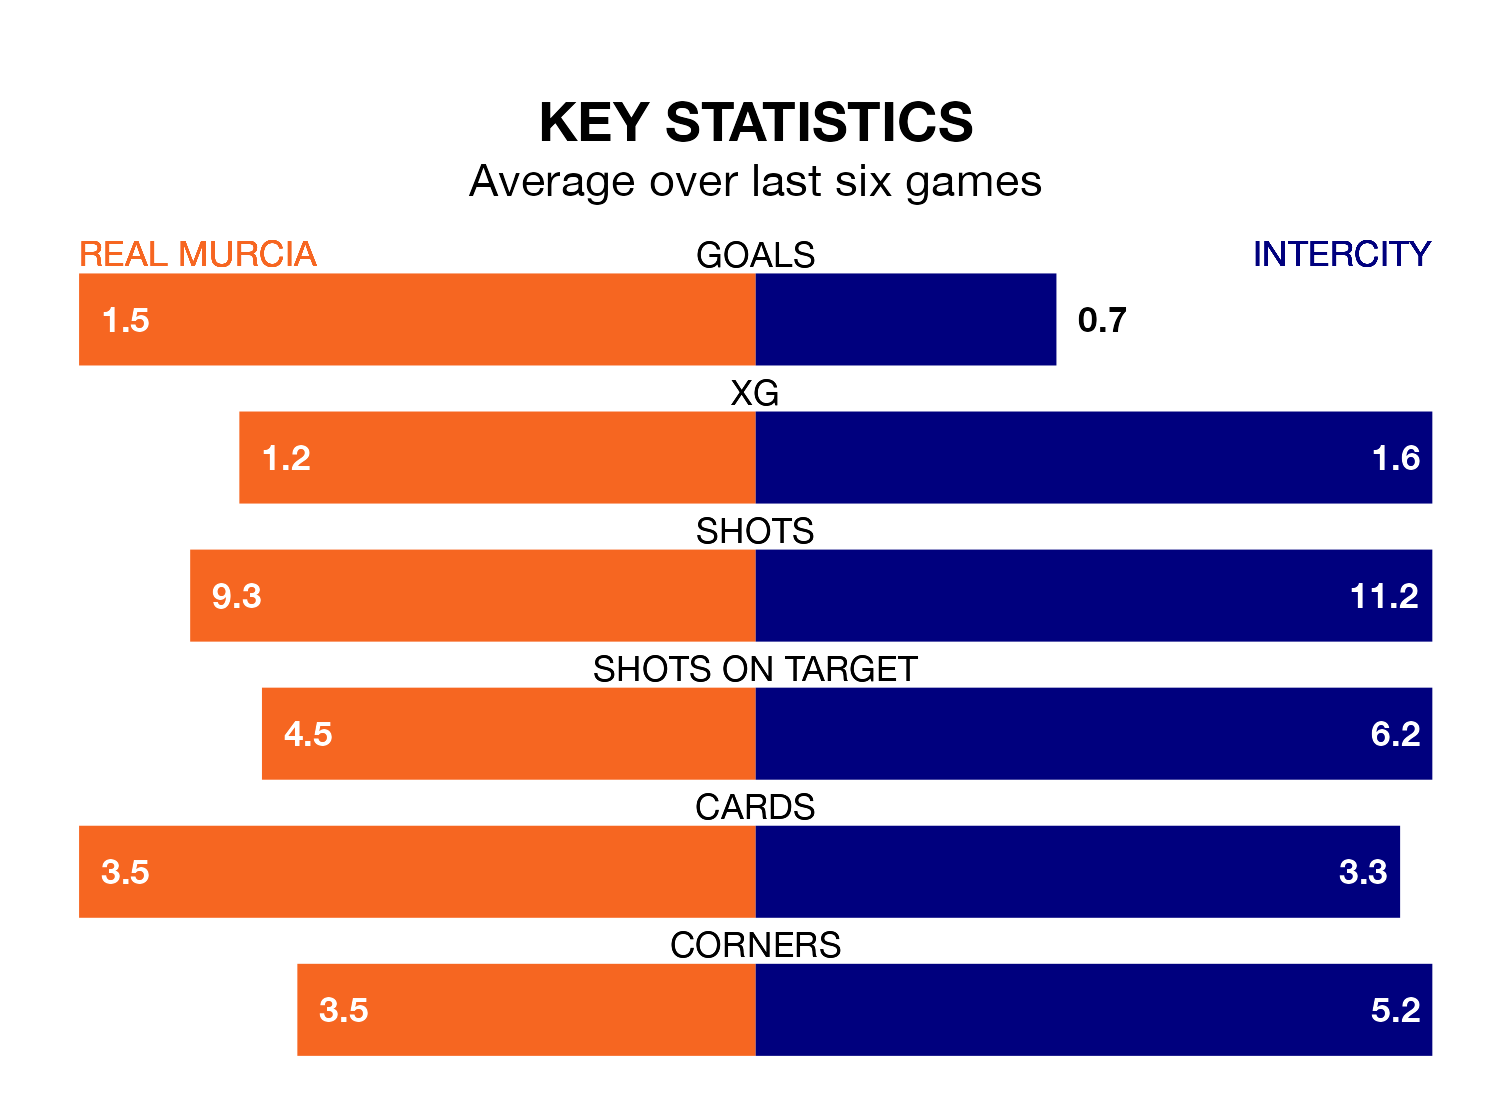 KEY STATISTICS
Average over last six games
REAL MURCIA GOALS INTERCITY
1.5 0.7
XG
1.2 1.6
SHOTS
9.3 11.2
SHOTS ON TARGET
4.5 6.2
CARDS
3.5 3.3
CORNERS
3.5 5.2